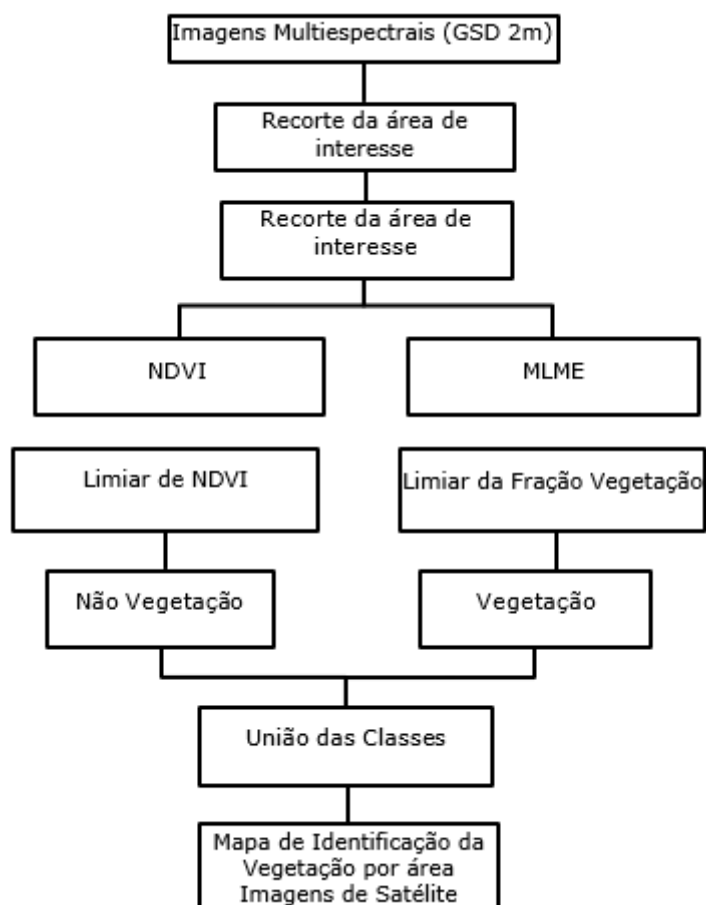 Imagens Multiespectrais (GSD 2m)
Recorte da área de
interesse
Recorte da área de
interesse
NDVI
MLME
Limiar de NDVI
Limiar da Fração Vegetação
Não Vegetação
Vegetação
União das Classes
Mapa de Identificação da
Vegetação por área
Imagens de Satélite